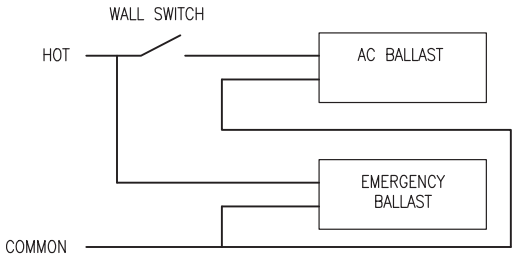 WALL SWITCH
HOT
AC BALLAST
EMERGENCY
BALLAST
COMMON